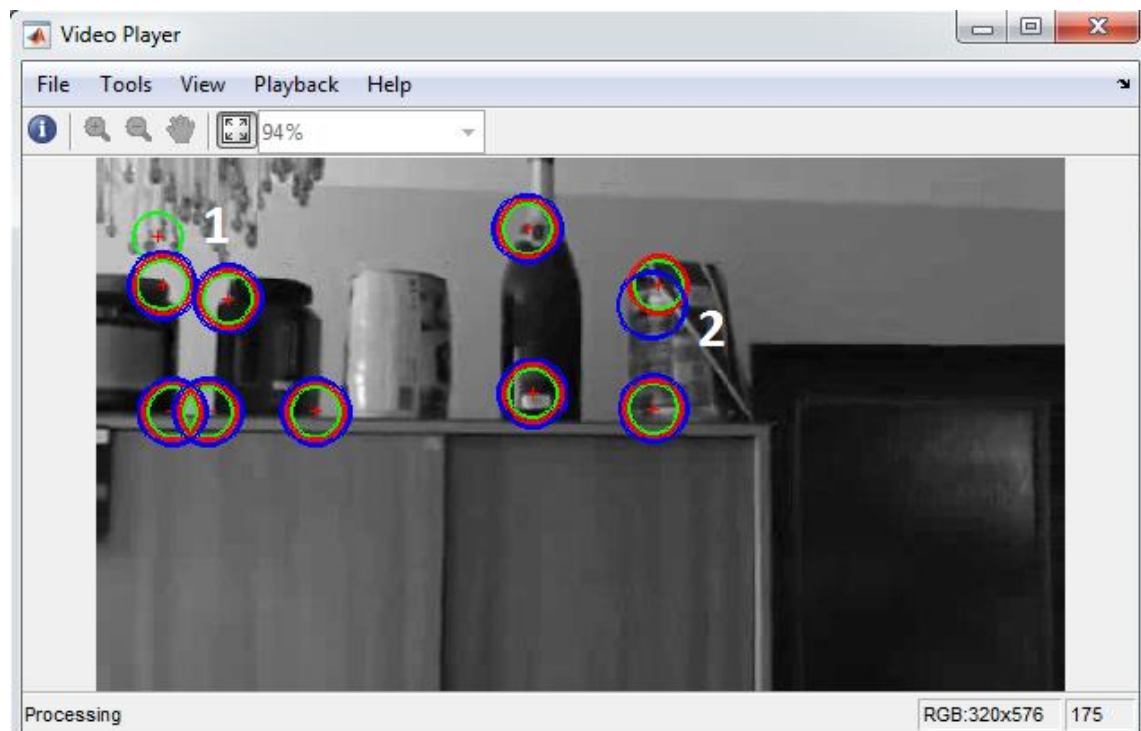 Video Player
File Tools View Playback Help
94%
1
2
Processing
RGB:320x576 175